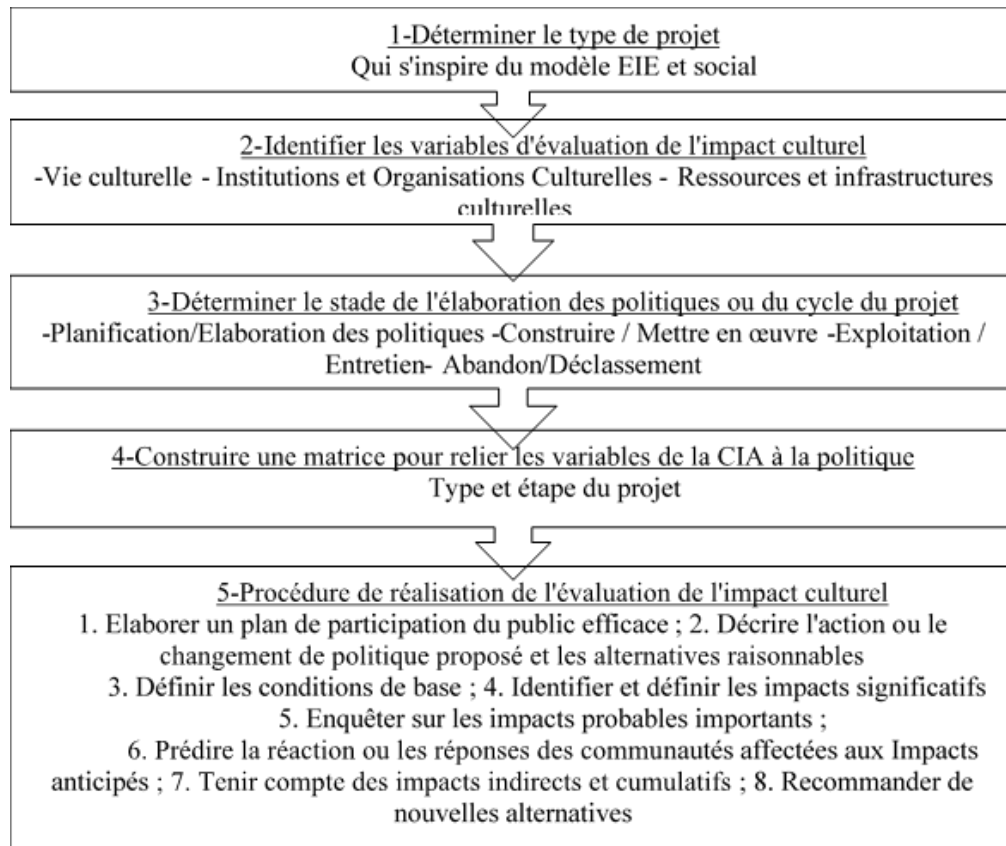 1-Déterminer le type de projet
Qui s'inspire du modèle EIE et social
2-Identifier les variables d'évaluation de l'impact culturel
-Vie culturelle - Institutions et Organisations Culturelles - Ressources et infrastructures
culturelles
3-Déterminer le stade de l'élaboration des politiques ou du cycle du projet
-Planification/Elaboration des politiques -Construire / Mettre en œuvre -Exploitation /
Entretien- Abandon/Déclassement
4-Construire une matrice pour relier les variables de la CIA à la politique
Type et étape du projet
5-Procédure de réalisation de l'évaluation de l'impact culturel
1. Elaborer un plan de participation du public efficace ; 2. Décrire l'action ou le
changement de politique proposé et les alternatives raisonnables
3. Définir les conditions de base ; 4. Identifier et définir les impacts significatifs
5. Enquêter sur les impacts probables importants ;
6. Prédire la réaction ou les réponses des communautés affectées aux Impacts
anticipés ; 7. Tenir compte des impacts indirects et cumulatifs ; 8. Recommander de
nouvelles alternatives